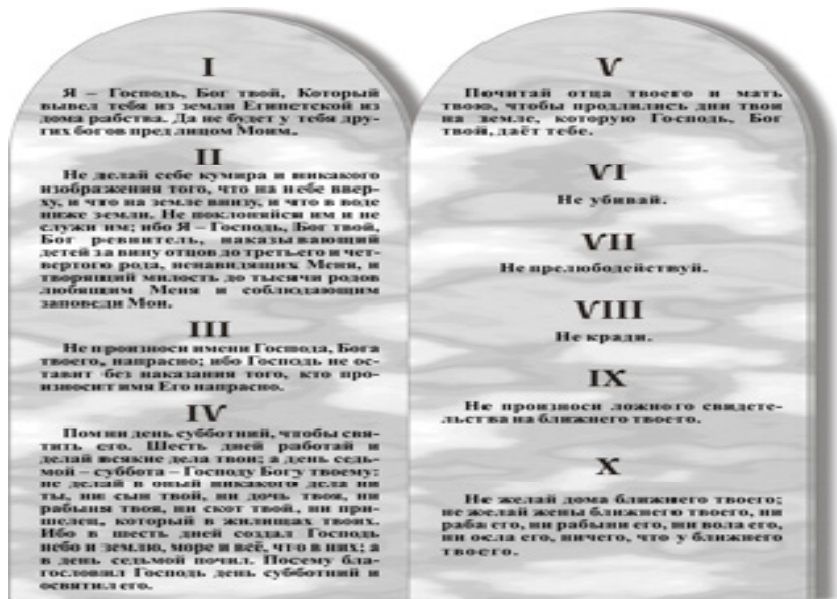 I
Я – Господь, Бог твой, Который
вывел тебя из земли Египетской из
дома рабства. Да не будет у тебя дру-
гих богов пред лицом Моим.
II
Не делай себе кумира и никакого
изображения того, что на небе ввер-
ху, и что на земле внизу, и что в воде
ниже земли. Не поклоняйся им и не
служи им; ибо Я – Господь, Бог твой,
Бог ревнитель, наказывающий
детей за вину отцов до третьего и чет-
вертого рода, ненавидящих Меня, и
творящий милость до тысячи родов
любящим Меня и соблюдающим
заповеди Мои.
III
Не произноси имени Господа, Бога
твоего, напрасно; ибо Господь не ос-
тавит без наказания того, кто про-
износит имя Его напрасно.
IV
Помни день субботний, чтобы свя-
тить его. Шесть дней работай и
делай всякие дела твои; а день седь-
мой – суббота – Господу Богу твоему:
не делай в оный никакого дела ни
ты, ни сын твой, ни дочь твоя, ни
рабыня твоя, ни скот твой, ни при-
шелец, который в жилищах твоих.
Ибо в шесть дней создал Господь
небо и землю, море и всё, что в них; а
в день седьмой почил. Посему бла-
гословил Господь день субботний и
освятил его.
V
Почитай отца твоего и мать
твою, чтобы продлились дни твои
на земле, которую Господь, Бог
твой, даёт тебе.
VI
Не убивай.
VII
Не прелюбодействуй.
VIII
Не кради.
IX
Не произноси ложного свидете-
льства на ближнего твоего.
X
Не желай дома ближнего твоего;
не желай жены ближнего твоего, ни
раба его, ни рабыни его, ни вола его,
ни осла его, ничего, что у ближнего
твоего.